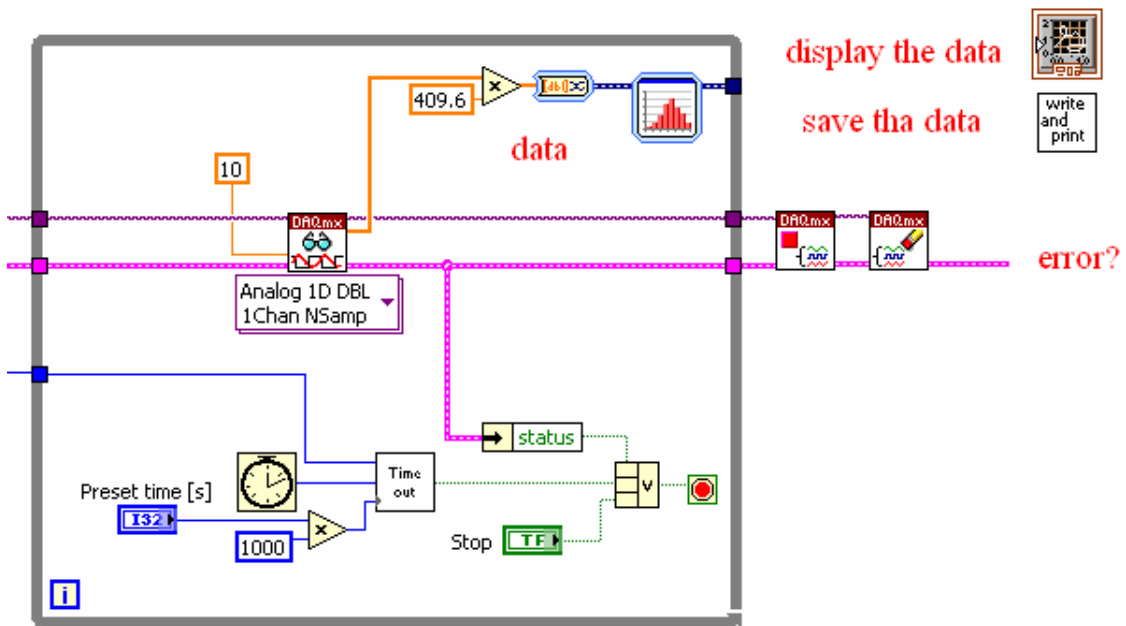 display the data
409.6
write
and
print
save tha data
data
10
DAQmx
DAQmx
DAQmx
error?
Analog 1D DBL
1Chan NSamp
status
Time
out
Preset time [s]
I32
1000
Stop
TF
i